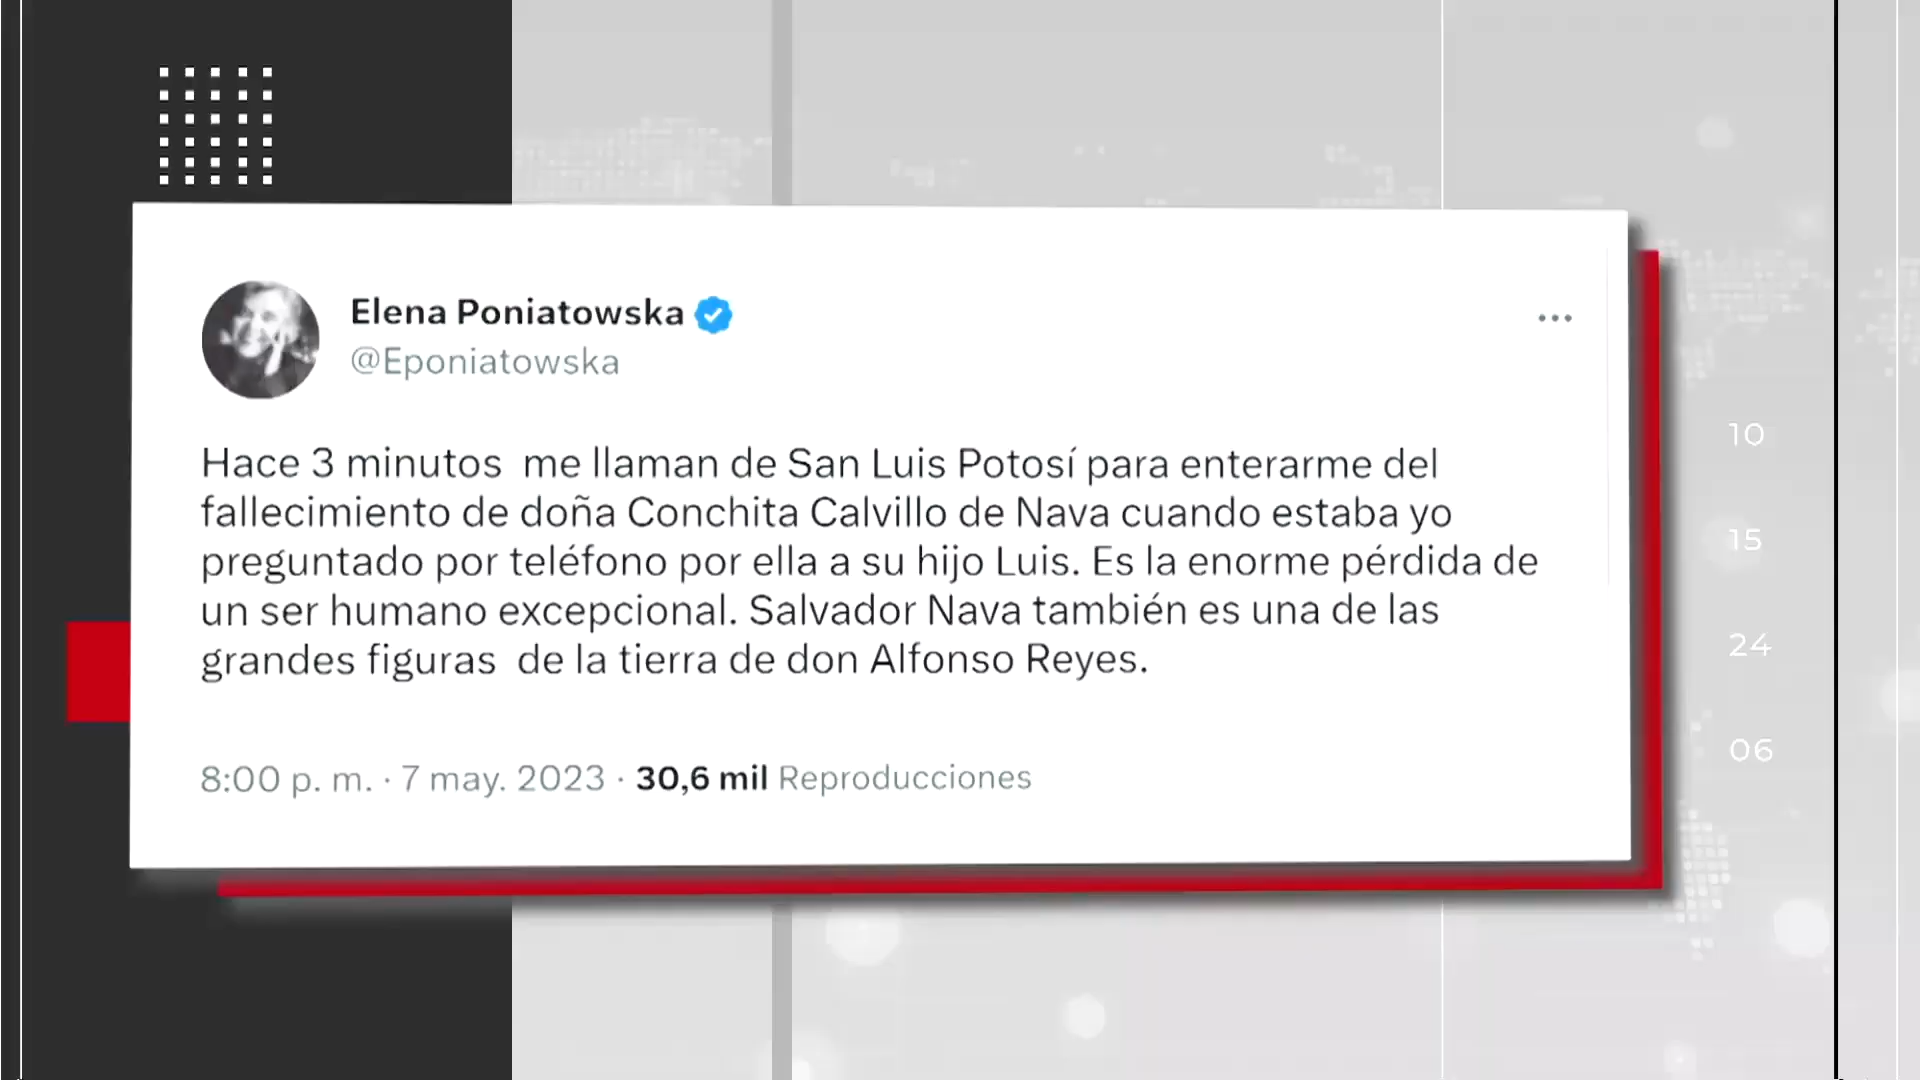 Elena Poniatowska
@Eponiatowska
Hace 3 minutos  me llaman de San Luis Potosí para enterarme del
fallecimiento de doña Conchita Calvillo de Nava cuando estaba yo
preguntado por teléfono por ella a su hijo Luis. Es la enorme pérdida de
un ser humano excepcional. Salvador Nava también es una de las
grandes figuras  de la tierra de don Alfonso Reyes.
8:00 p. m. · 7 may. 2023 · 30,6 mil Reproducciones
10
15
24
06